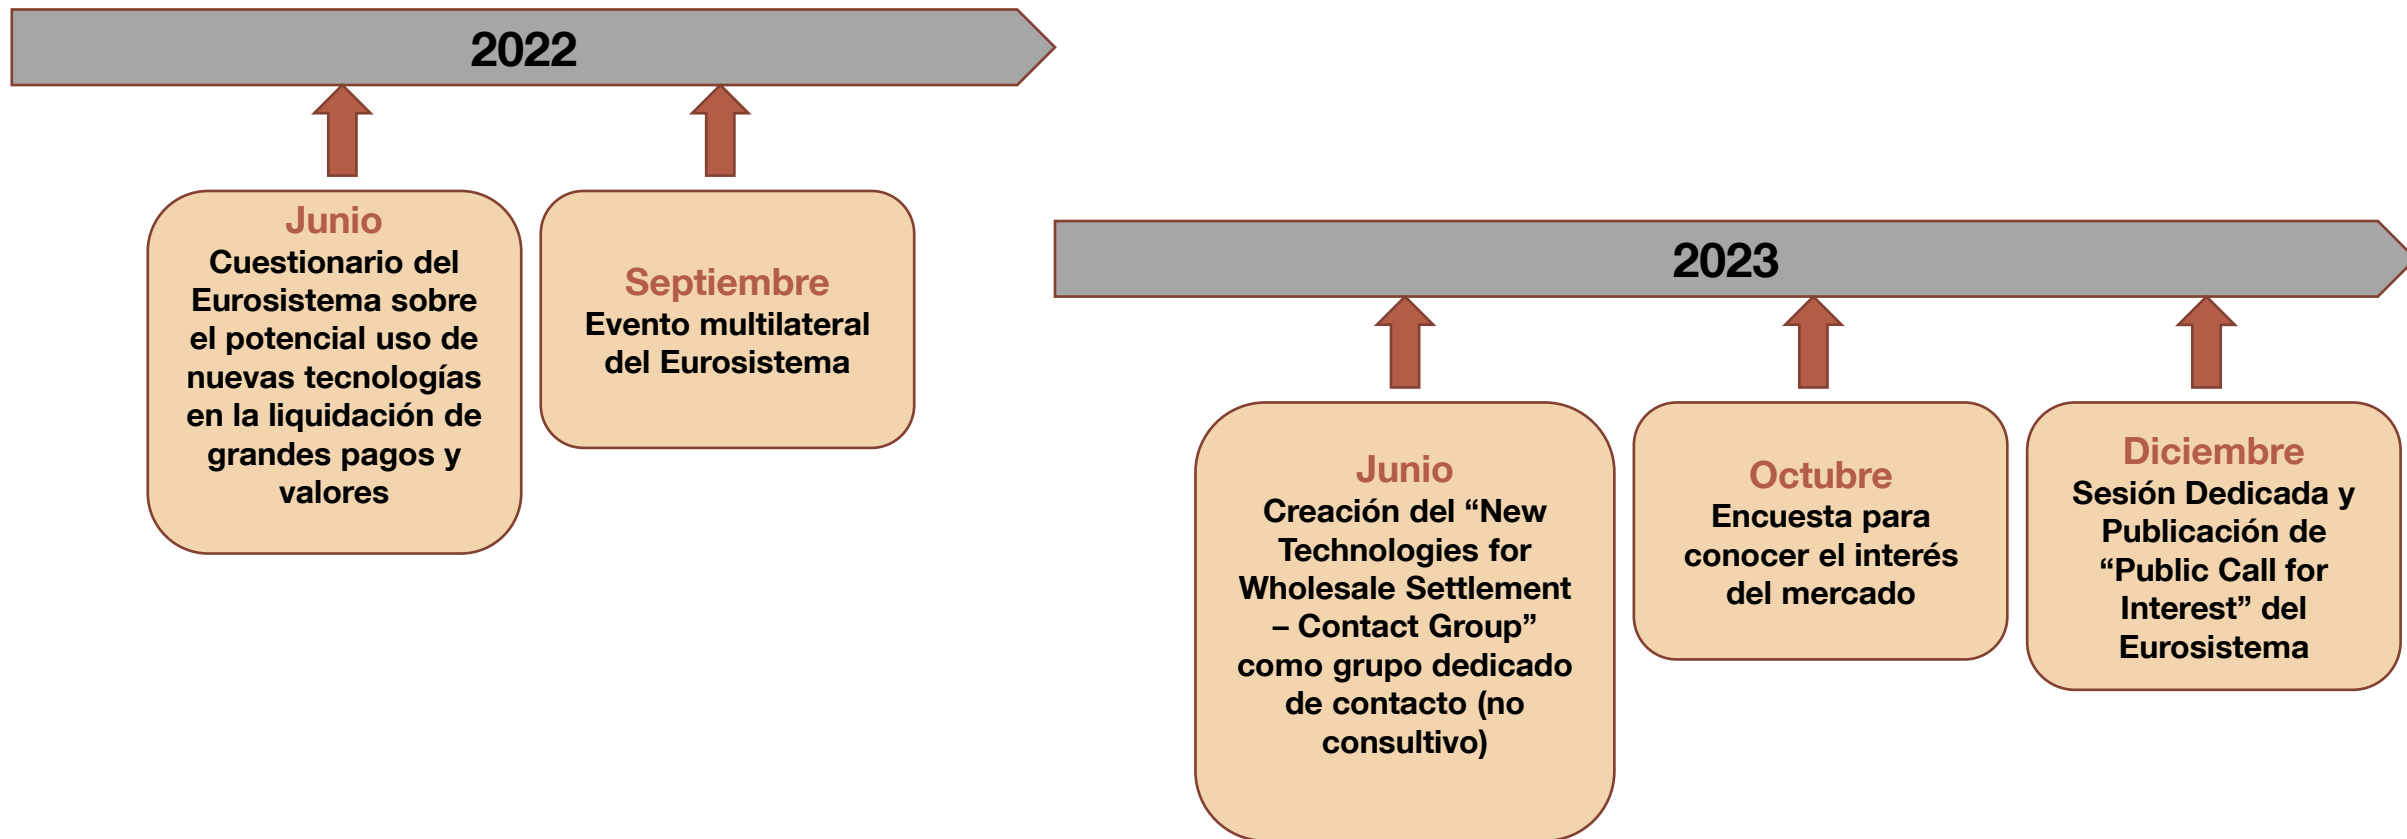 2022
Junio
Cuestionario del
Eurosistema sobre
el potencial uso de
nuevas tecnologías
en la liquidación de
grandes pagos y
valores
Septiembre
Evento multilateral
del Eurosistema
2023
Junio
Creación del “New
Technologies for
Wholesale Settlement
– Contact Group”
como grupo dedicado
de contacto (no
consultivo)
Octubre
Encuesta para
conocer el interés
del mercado
Diciembre
Sesión Dedicada y
Publicación de
“Public Call for
Interest” del
Eurosistema